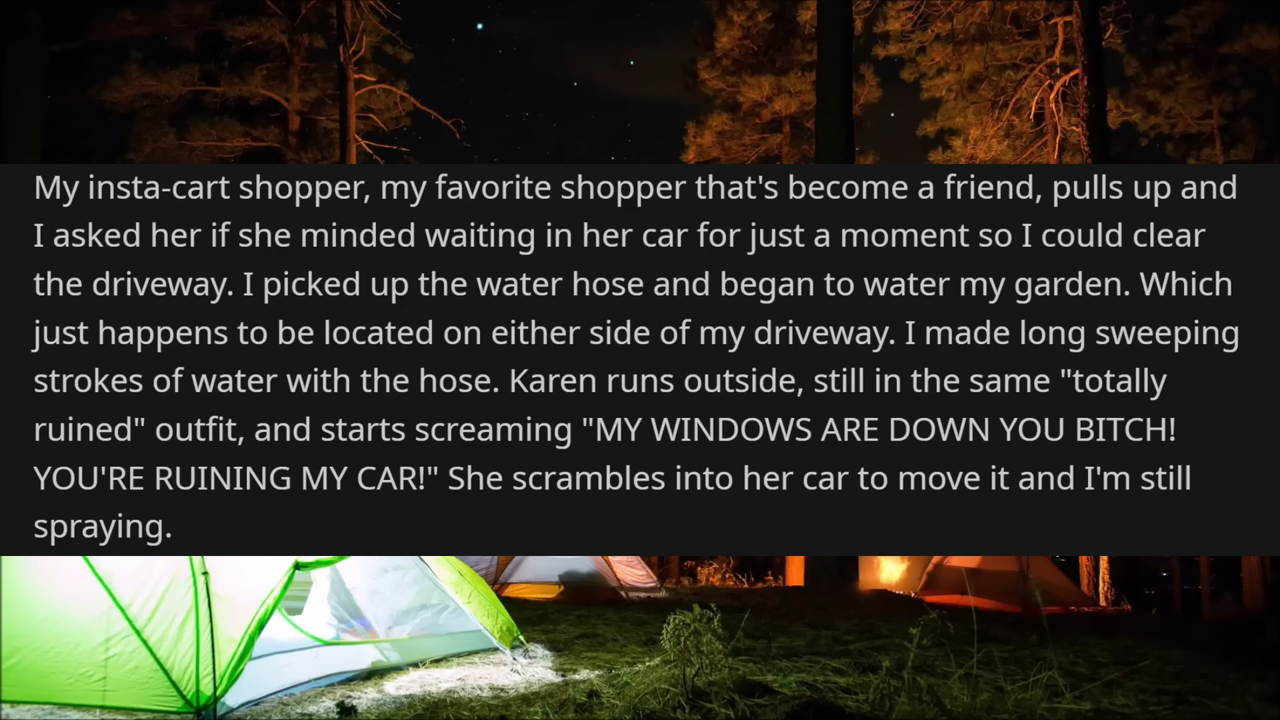 My insta-cart shopper, my favorite shopper that's become a friend, pulls up and
I asked her if she minded waiting in her car for just a moment so I could clear
the driveway. I picked up the water hose and began to water my garden. Which
just happens to be located on either side of my driveway. I made long sweeping
strokes of water with the hose. Karen runs outside, still in the same "totally
ruined" outfit, and starts screaming "MY WINDOWS ARE DOWN YOU BITCH!
YOU'RE RUINING MY CAR!" She scrambles into her car to move it and I'm still
spraying.